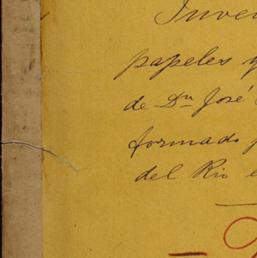 Inven
papeles y
de Dn José
formado p
del Rio e